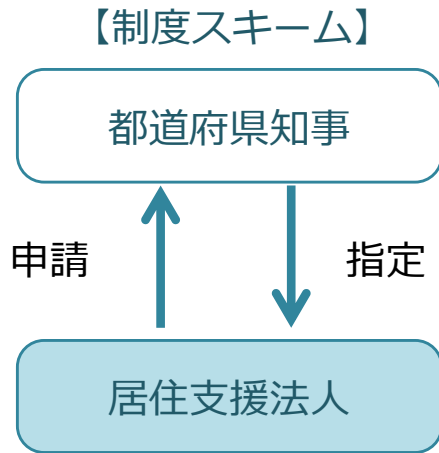 【制度スキーム】
都道府県知事
申請
指定
居住支援法人